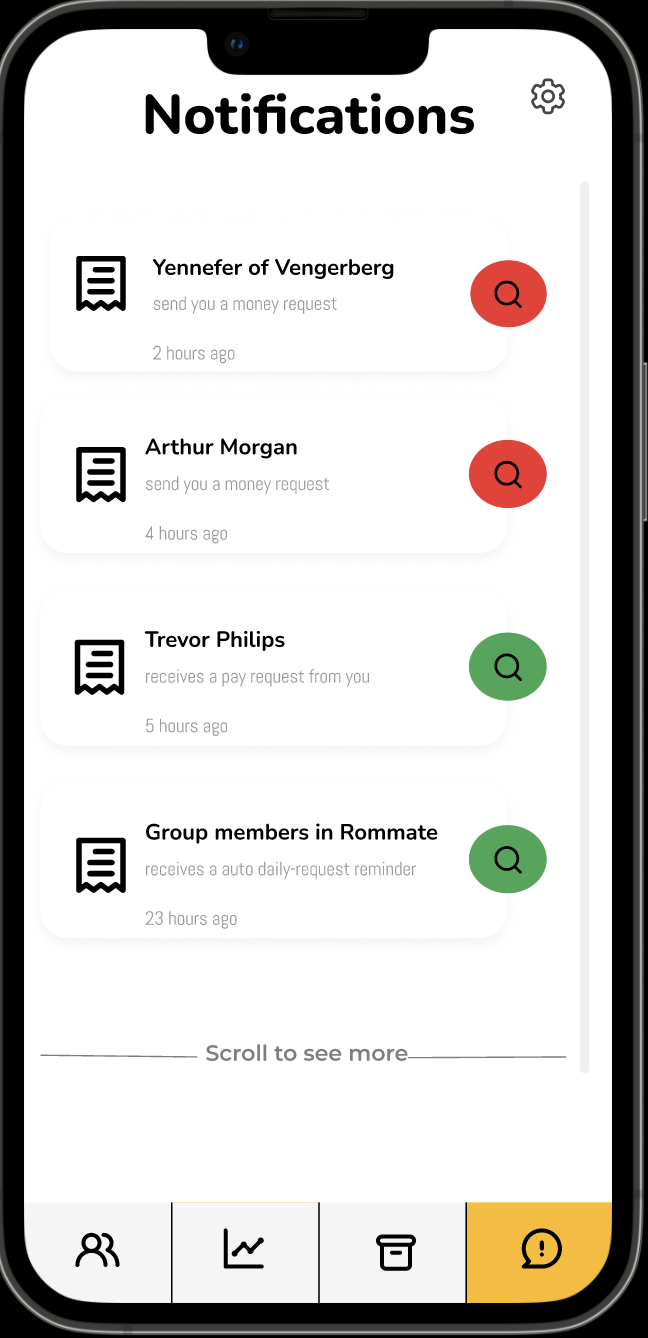 Notifications
Yennefer of Vengerberg
send you a money request
2 hours ago
Arthur Morgan
send you a money request
4 hours ago
Trevor Philips
receives a pay request from you
5 hours ago
Group members in Rommate
receives a auto daily-request reminder
23 hours ago
Scroll to see more